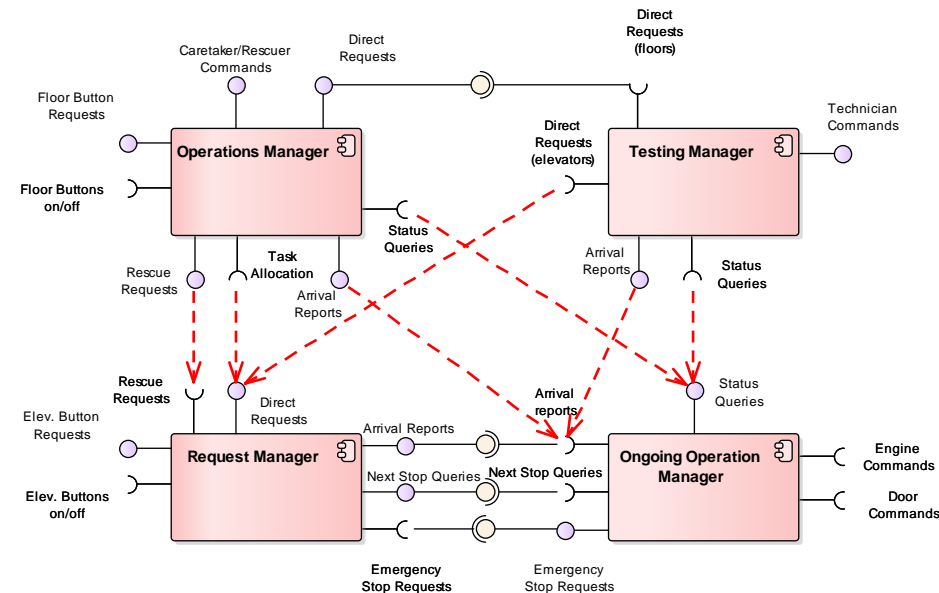 Direct
Requests
(floors)
Caretaker/Rescuer
Commands
Direct
Requests
Floor Button
Requests
Technician
Commands
Operations Manager
Direct
Requests
(elevators)
Testing Manager
Floor Buttons
on/off
Status
Queries
Rescue
Requests
Task
Allocation
Arrival
Reports
Arrival
Reports
Status
Queries
Rescue
Requests
Direct
Requests
Arrival
reports
Status
Queries
Elev. Button
Requests
Request Manager
Arrival Reports
Ongoing Operation
Manager
Engine
Commands
Next Stop Queries
Next Stop Queries
Elev. Buttons
on/off
Door
Commands
Emergency
Stop Requests
Emergency
Stop Requests